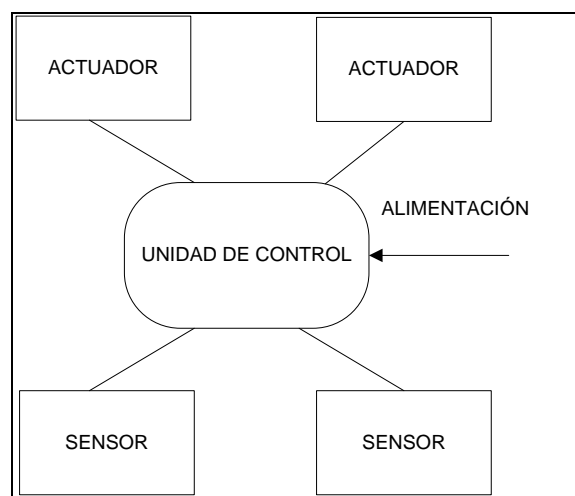 ACTUADOR
ACTUADOR
ALIMENTACIÓN
UNIDAD DE CONTROL
SENSOR
SENSOR